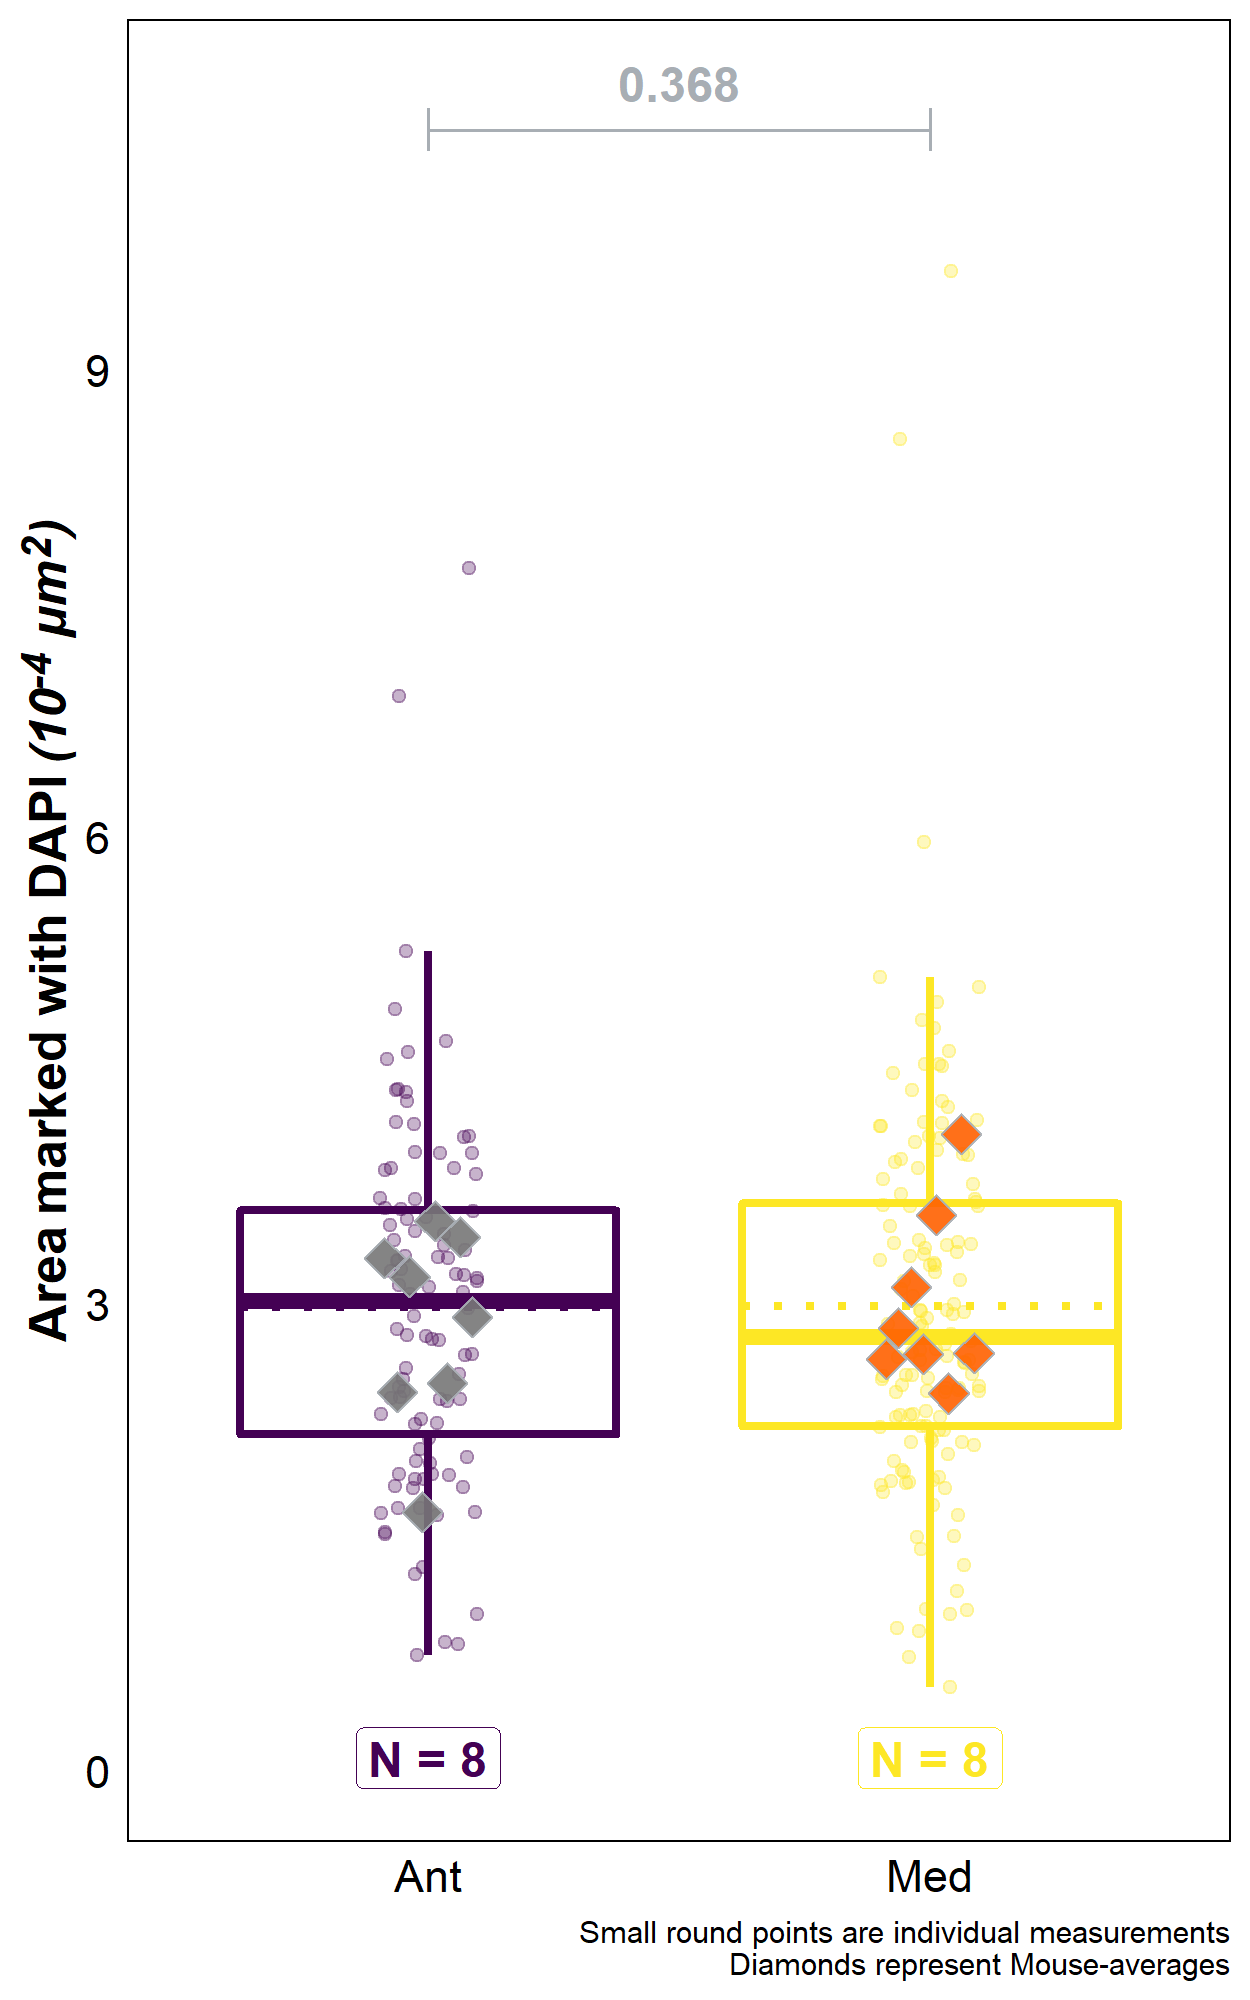 0.368
9
6
3
0
Area marked with DAPI (10⁻⁴ µm²)
N = 8
N = 8
Ant
Med
Small round points are individual measurements
Diamonds represent Mouse-averages